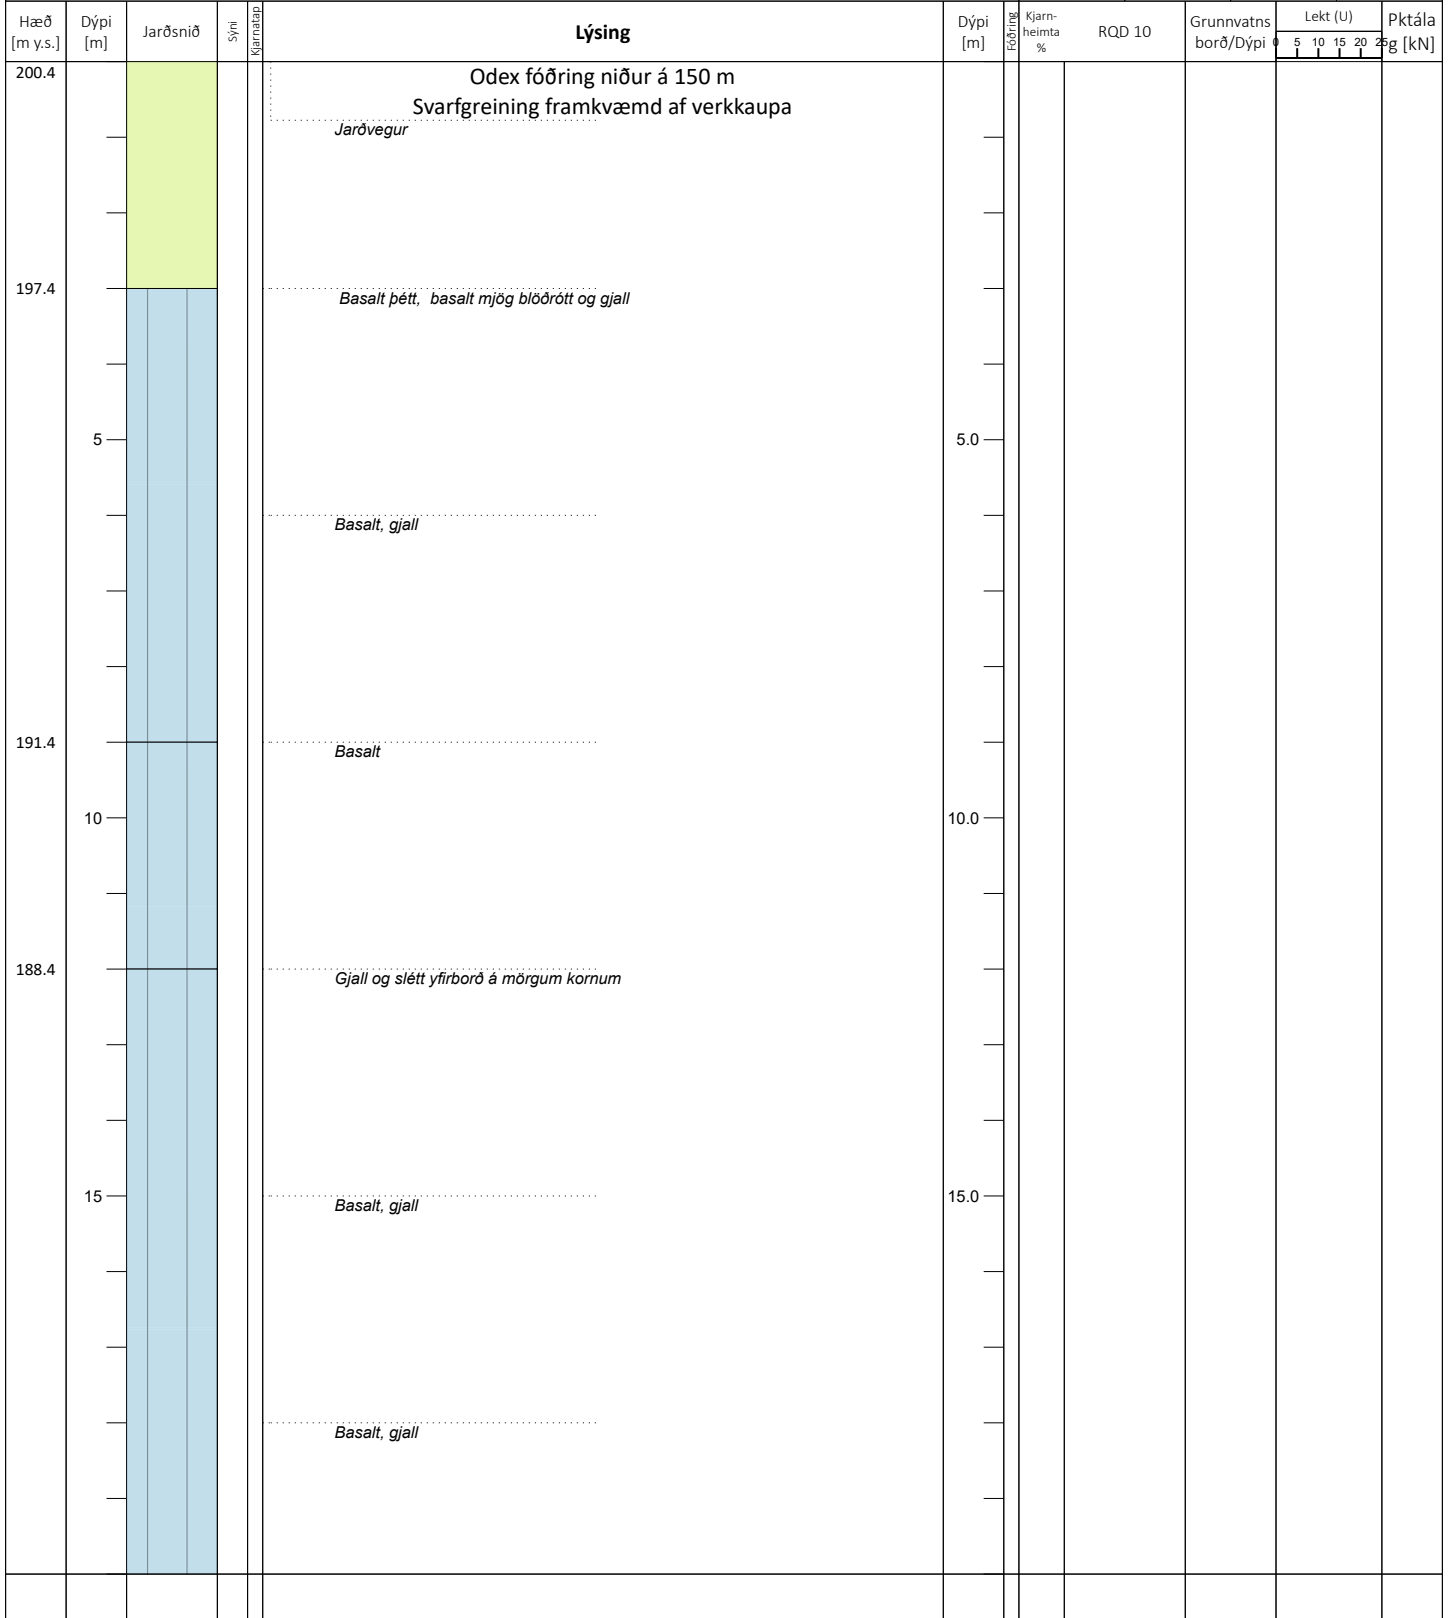 Hæð
[m y.s.]
Dýpi
[m]
Jarðsnið
Sýni
Kjarnatap
Lýsing
Dýpi
[m]
Fóðring
Kjarn-
heimta
%
RQD 10
Grunnvatns
borð/Dýpi
Lekt (U)
0 5 10 15 20 25
Pktála
g [kN]
200.4
Odex fóðring niður á 150 m
Svarfgreining framkvæmd af verkkaupa
Jarðvegur
197.4
Basalt þétt, basalt mjög blöðrótt og gjall
5
5.0
Basalt, gjall
191.4
Basalt
10
10.0
188.4
Gjall og slétt yfirborð á mörgum kornum
15
15.0
Basalt, gjall
Basalt, gjall